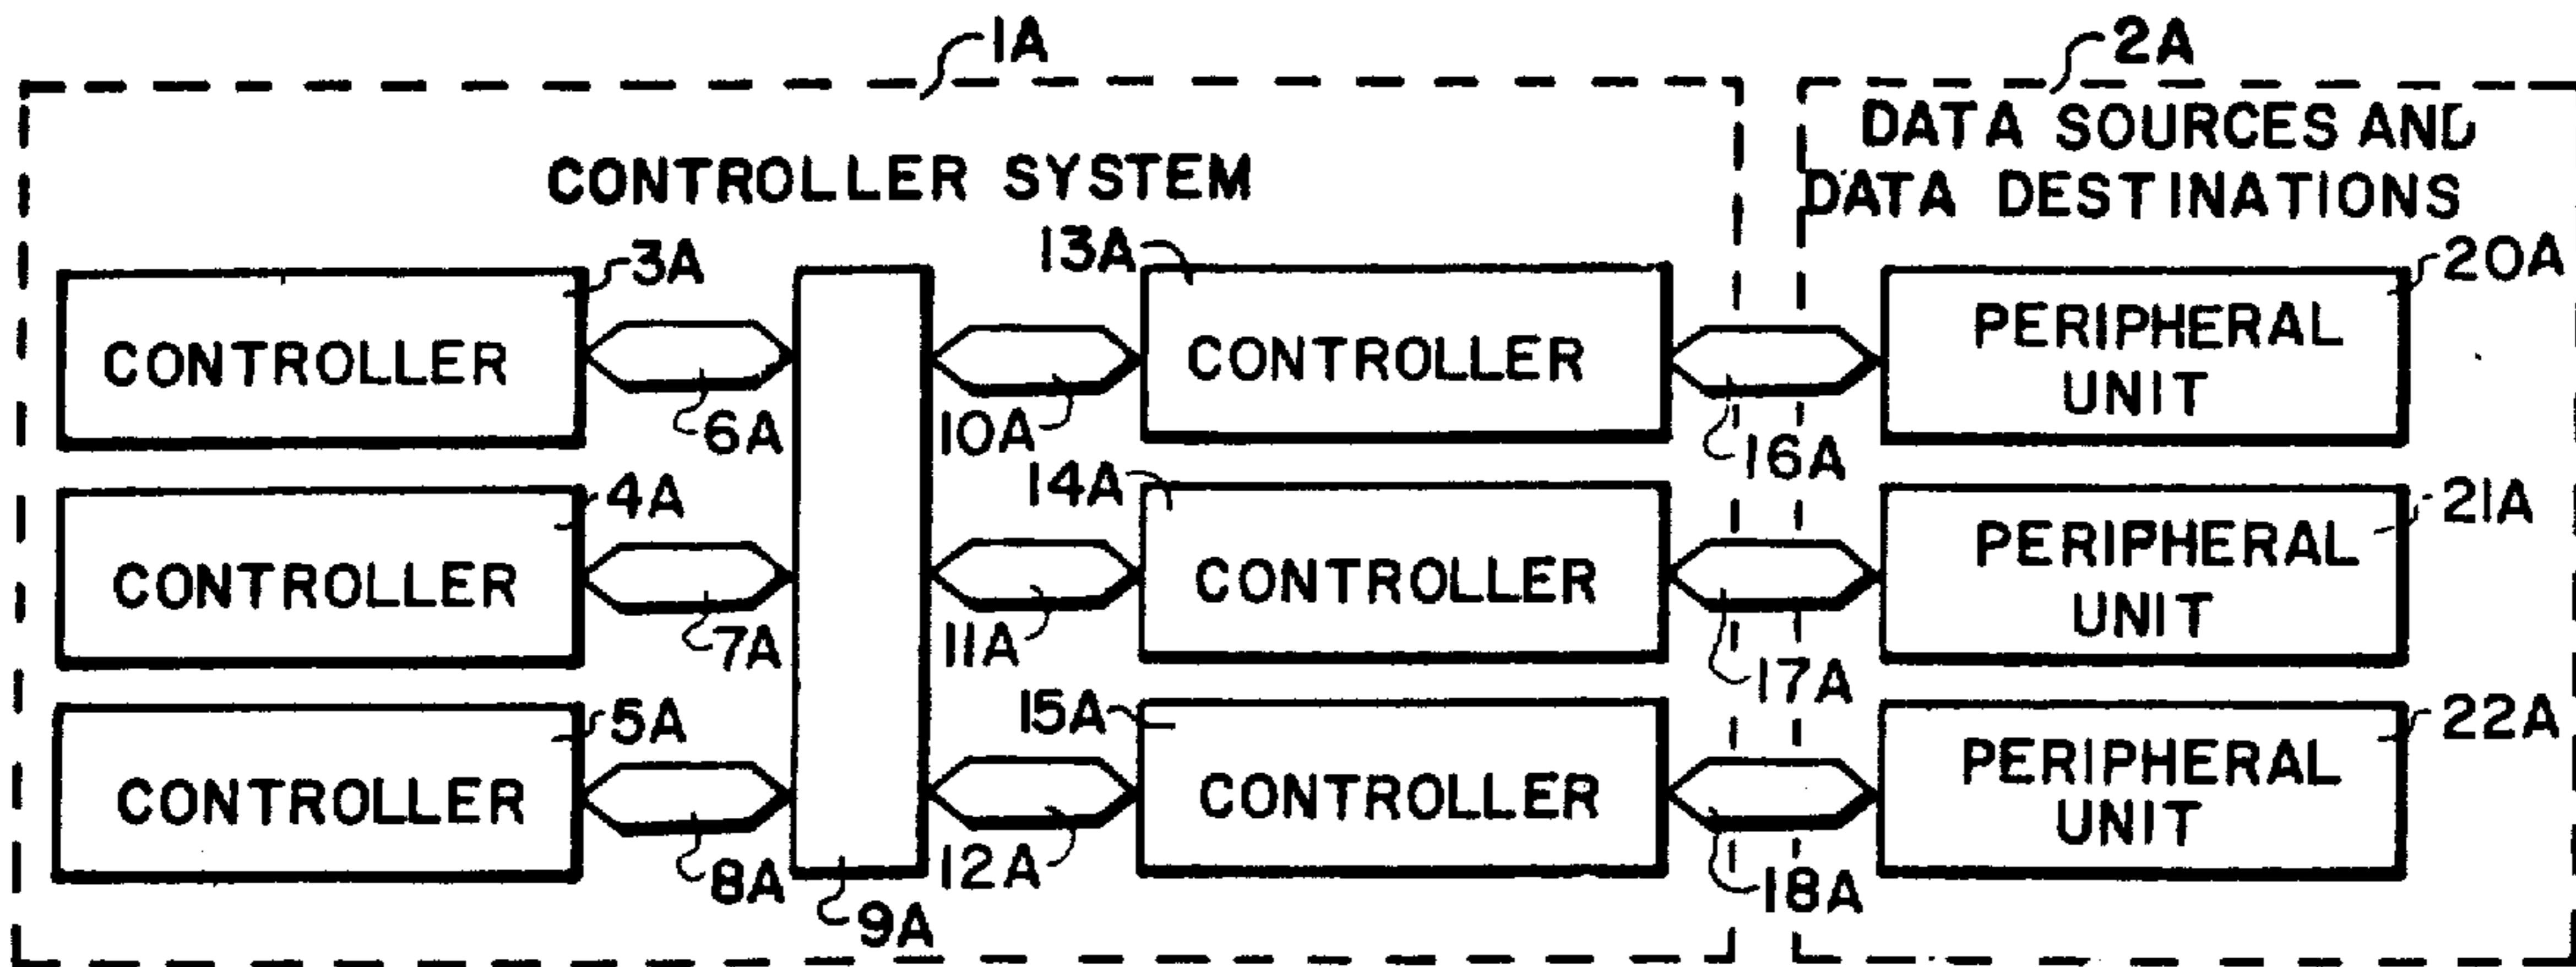 1A
2A
DATA SOURCES AND
DATA DESTINATIONS
CONTROLLER SYSTEM
3A
13A
20A
CONTROLLER
CONTROLLER
PERIPHERAL
UNIT
6A
10A
16A
4A
14A
21A
CONTROLLER
CONTROLLER
PERIPHERAL
UNIT
7A
11A
17A
5A
15A
22A
CONTROLLER
CONTROLLER
PERIPHERAL
UNIT
8A
12A
18A
9A